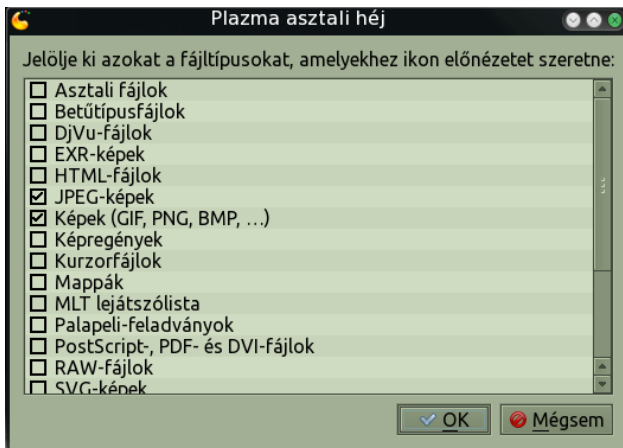 Plazma asztali héj
Jelölje ki azokat a fájltípusokat, amelyekhez ikon előnézetet szeretne:
Asztali fájlok
Betűtípusfájlok
DjVu-fájlok
EXR-képek
HTML-fájlok
JPEG-képek
Képek (GIF, PNG, BMP, …)
Képregények
Kurzorfájlok
Mappák
MLT lejátszólista
Palapeli-feladványok
PostScript-, PDF- és DVI-fájlok
RAW-fájlok
SVG-képek
OK
Mégsem